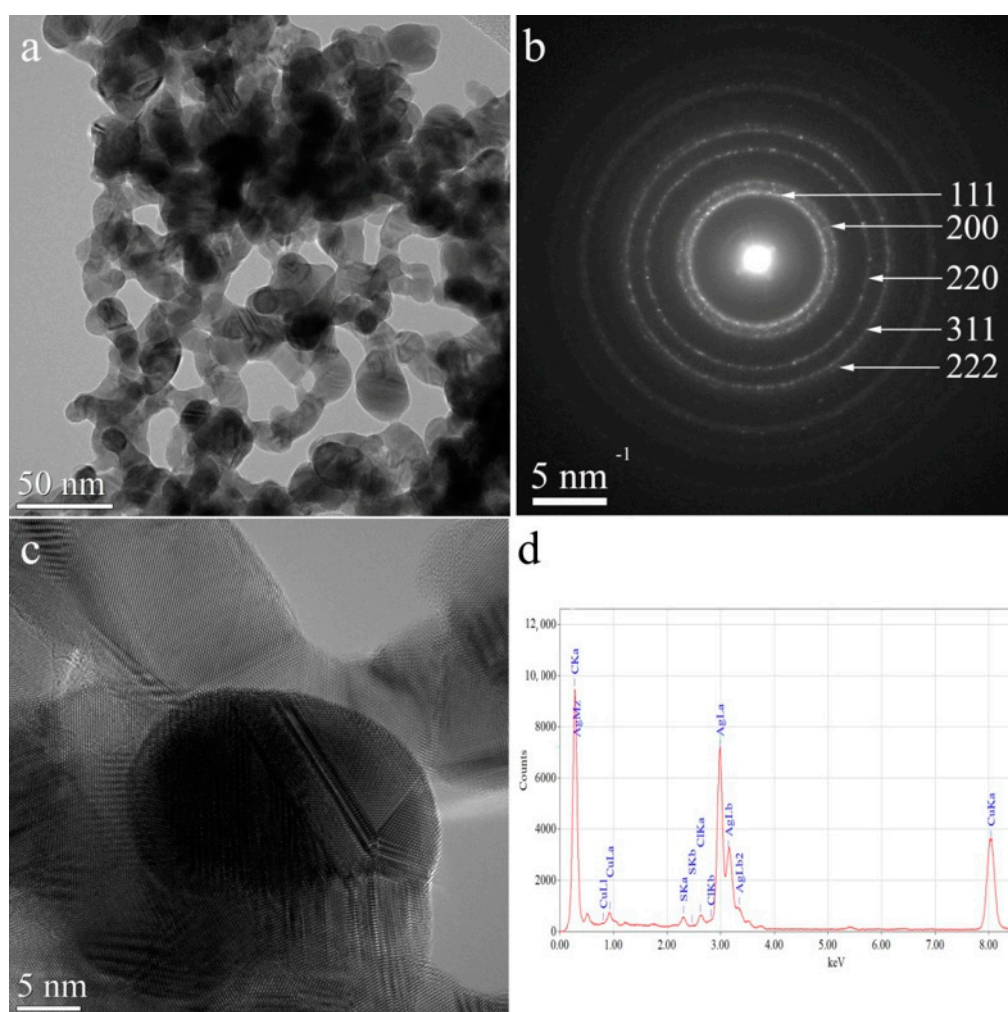 a
50 nm
b
111
200
220
311
222
5 nm -1
c
5 nm
d
12,000
10,000
8000
6000
4000
2000
0
Counts
CKa
AgMz
CuLl
CuLa
SKa
SKb
ClKa
ClKb
AgLa
AgLb
AgLb2
CuKa
0.00 1.00 2.00 3.00 4.00 5.00 6.00 7.00 8.00
keV